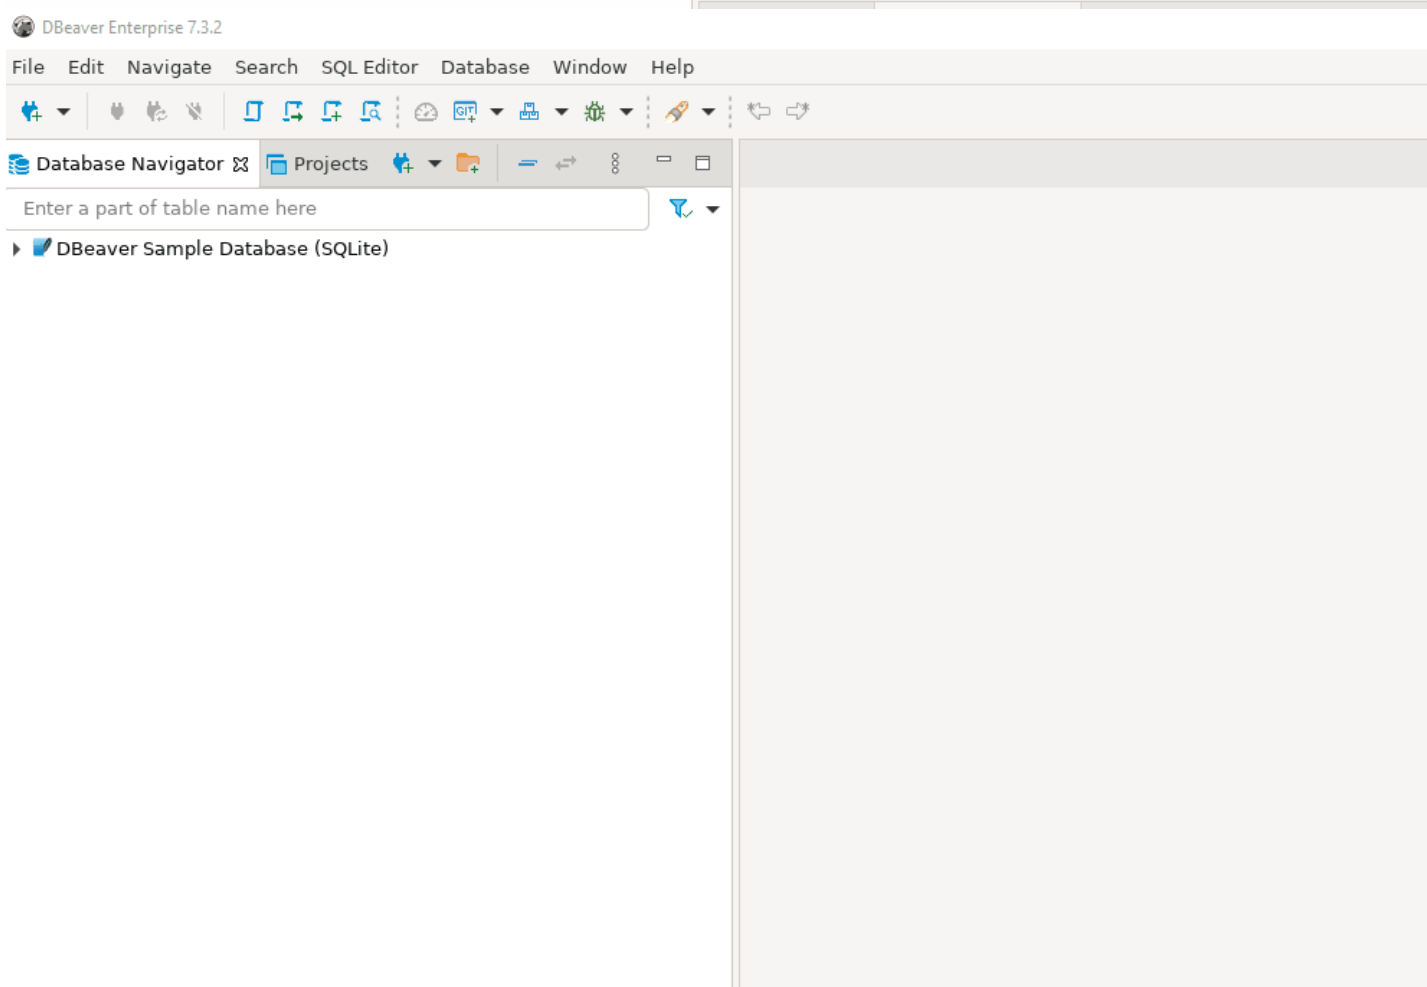 DBeaver Enterprise 7.3.2
File Edit Navigate Search SQL Editor Database Window Help
GIT
Database Navigator Projects
Enter a part of table name here
DBeaver Sample Database (SQLite)